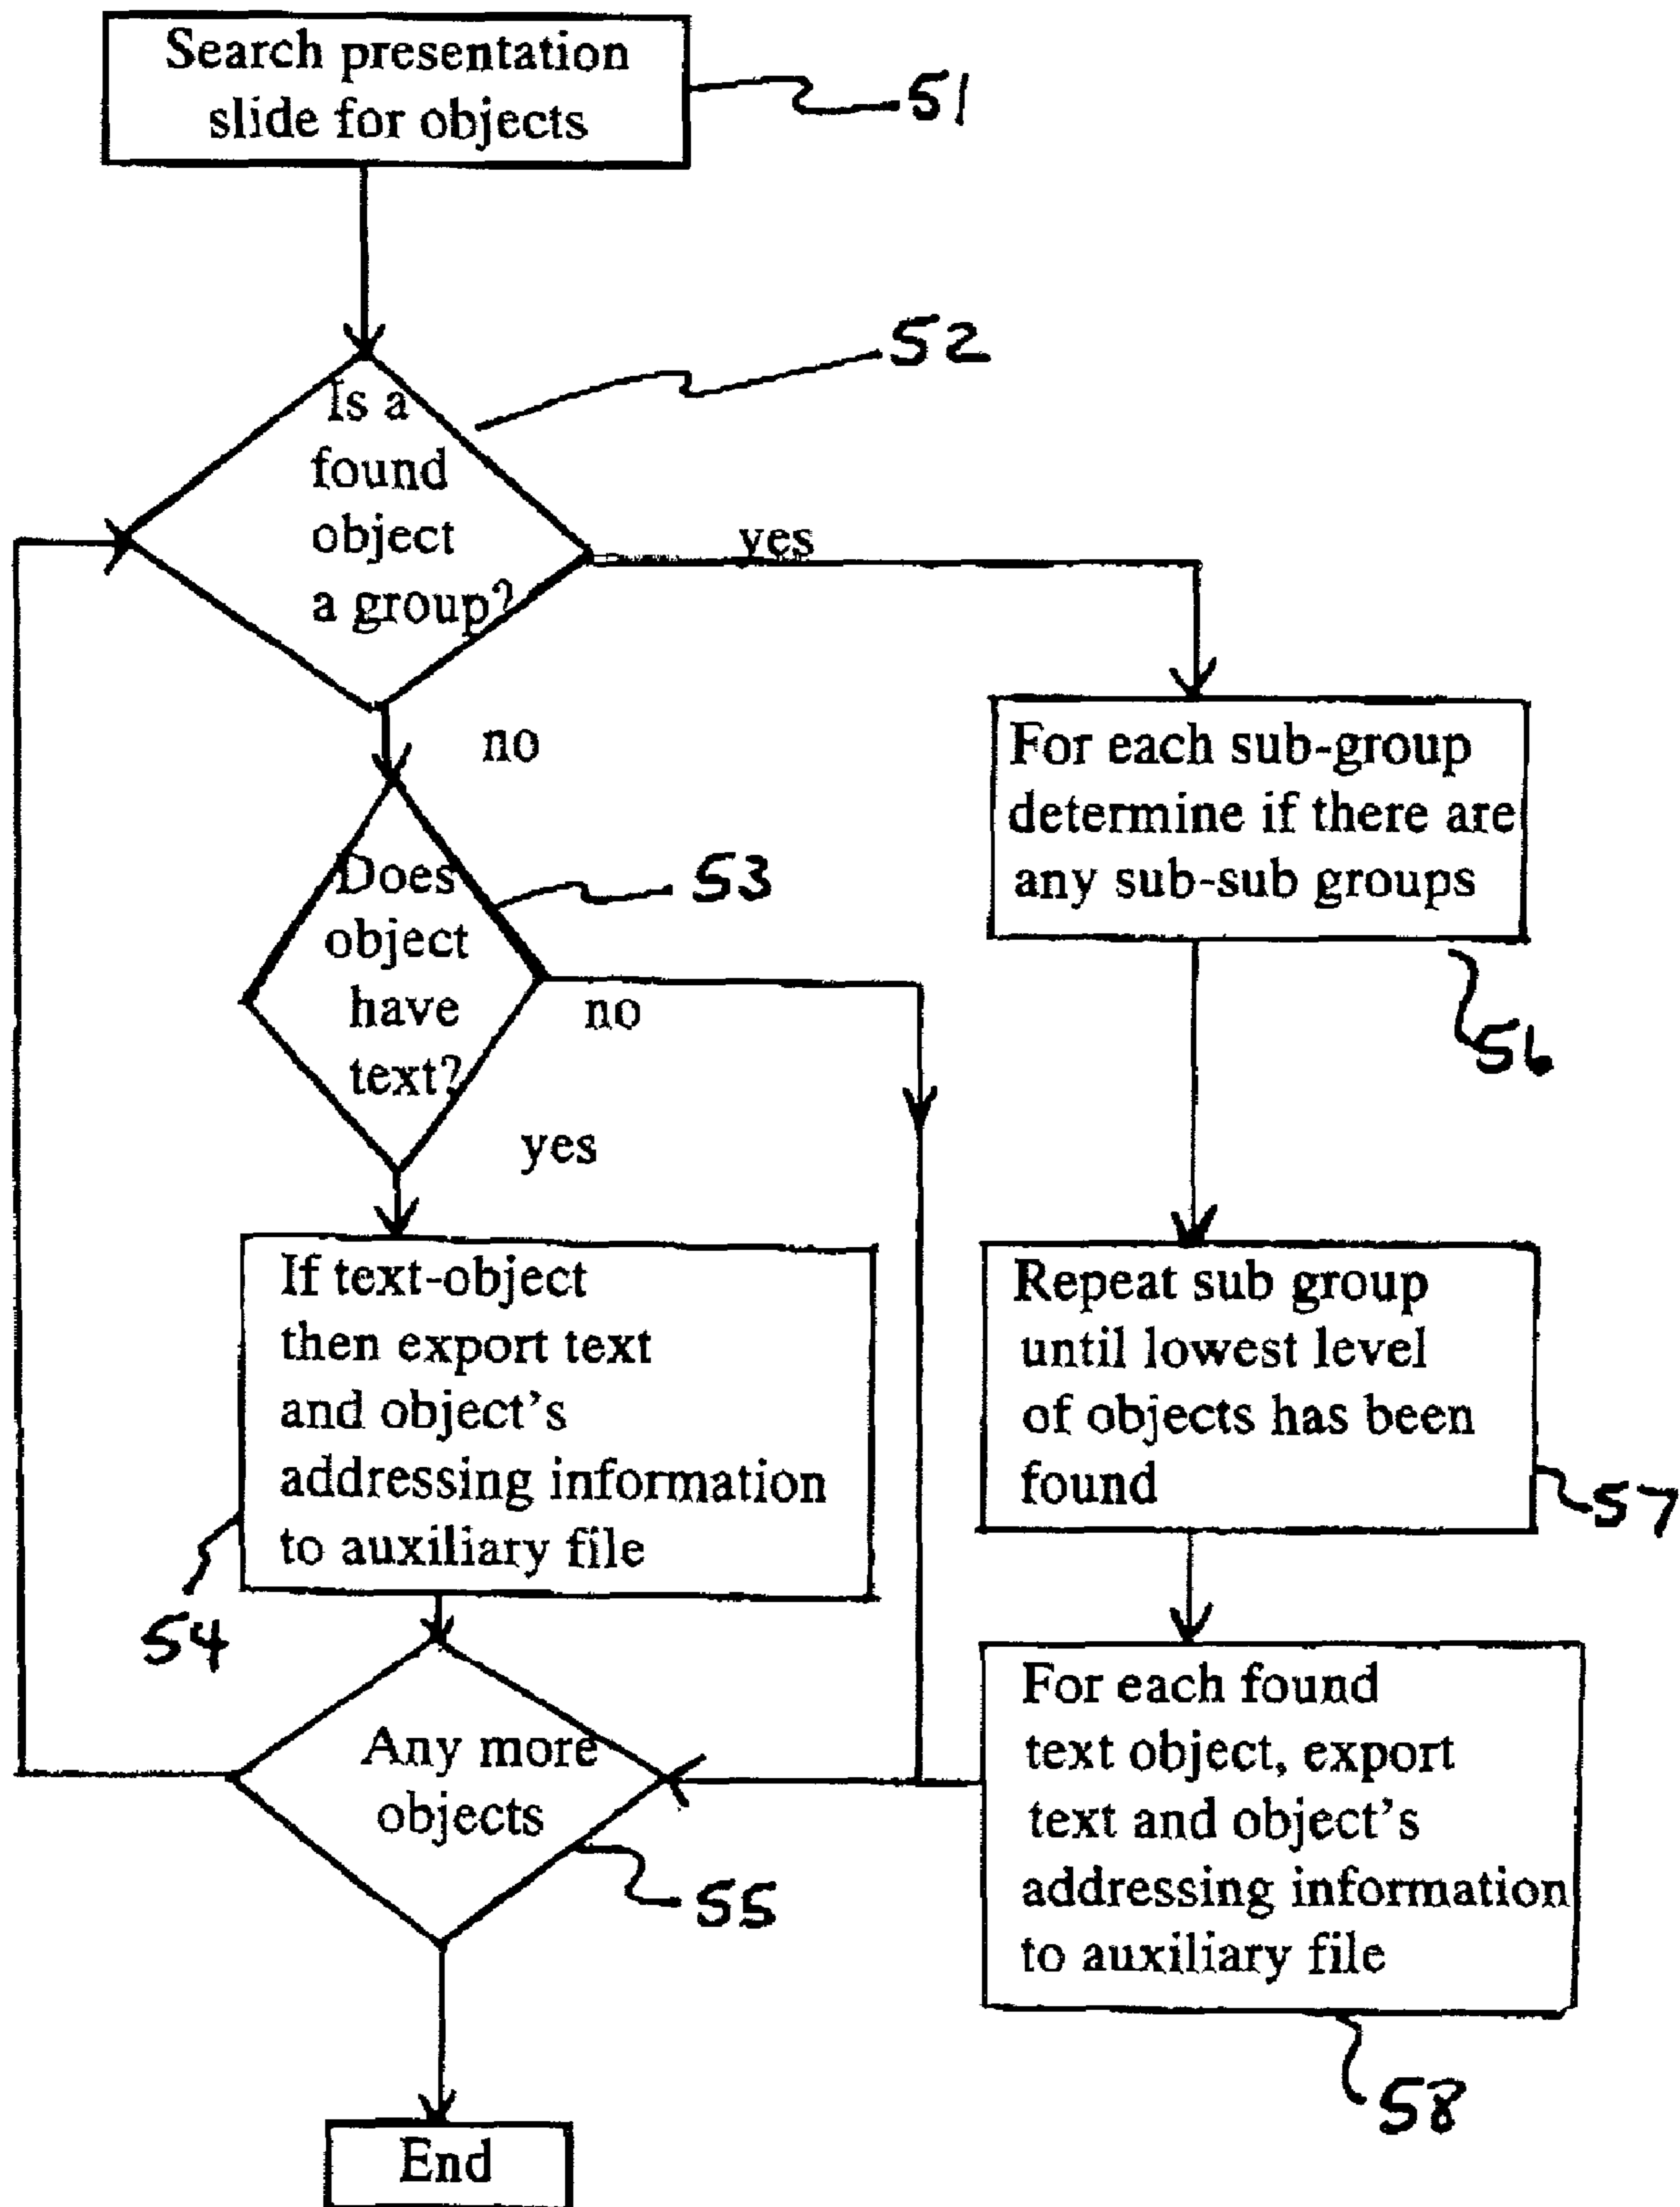 Search presentation
slide for objects
51
52
Is a
found
object
a group?
yes
no
For each sub-group
determine if there are
any sub-sub groups
56
Does
object
have
text?
53
no
yes
If text-object
then export text
and object's
addressing information
to auxiliary file
54
Repeat sub group
until lowest level
of objects has been
found
57
Any more
objects
55
For each found
text object, export
text and object's
addressing information
to auxiliary file
58
End